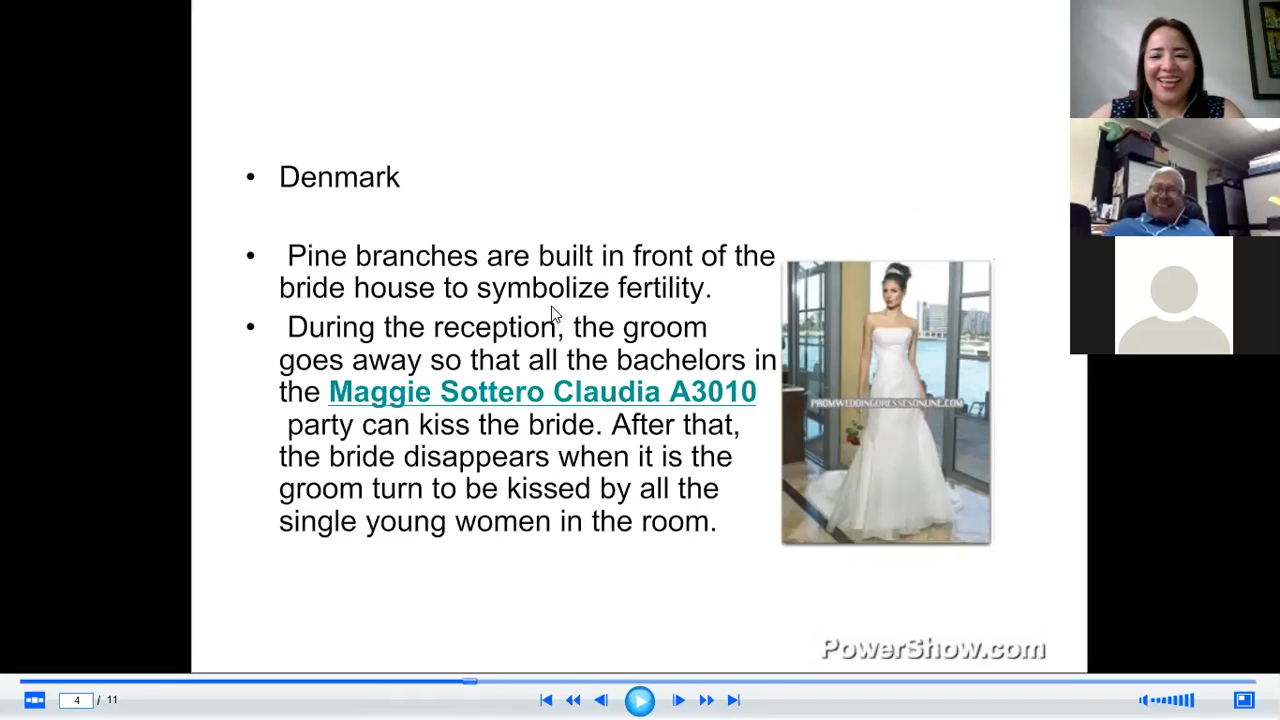 • Denmark
• Pine branches are built in front of the
bride house to symbolize fertility.
• During the reception, the groom
goes away so that all the bachelors in
the Maggie Sottero Claudia A3010
party can kiss the bride. After that,
the bride disappears when it is the
groom turn to be kissed by all the
single young women in the room.
PROMWEDDINGDRESSESONLINE.COM
PowerShow.com
4 / 11